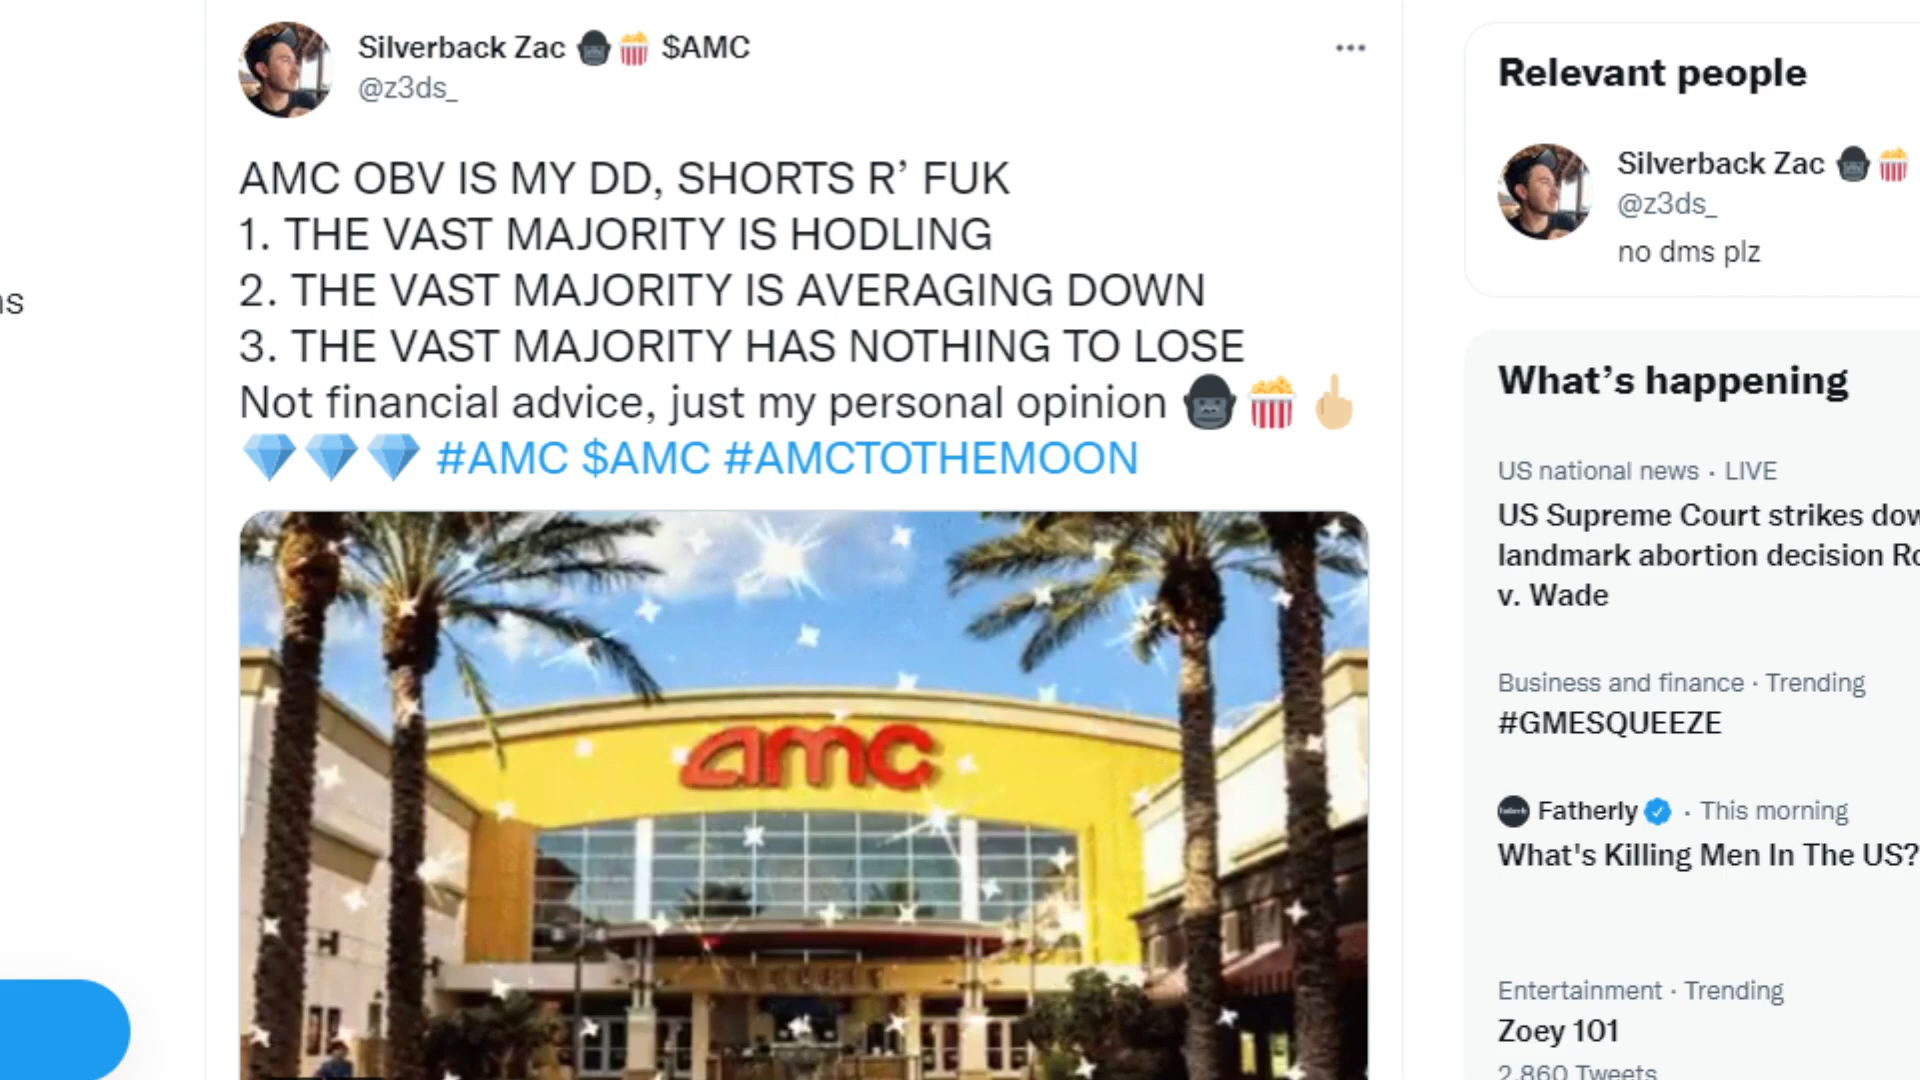 Silverback Zac 🦍🍿 $AMC
@z3ds_
AMC OBV IS MY DD, SHORTS R’ FUK
1. THE VAST MAJORITY IS HODLING
2. THE VAST MAJORITY IS AVERAGING DOWN
3. THE VAST MAJORITY HAS NOTHING TO LOSE
Not financial advice, just my personal opinion 🦍🍿🖕🏼
💎💎💎 #AMC $AMC #AMCTOTHEMOON
amc
Relevant people
Silverback Zac 🦍🍿
@z3ds_
no dms plz
What’s happening
US national news · LIVE
US Supreme Court strikes
landmark abortion decision
v. Wade
Business and finance · Trending
#GMESQUEEZE
Fatherly · This morning
What's Killing Men In The US?
Entertainment · Trending
Zoey 101
2,860 Tweets